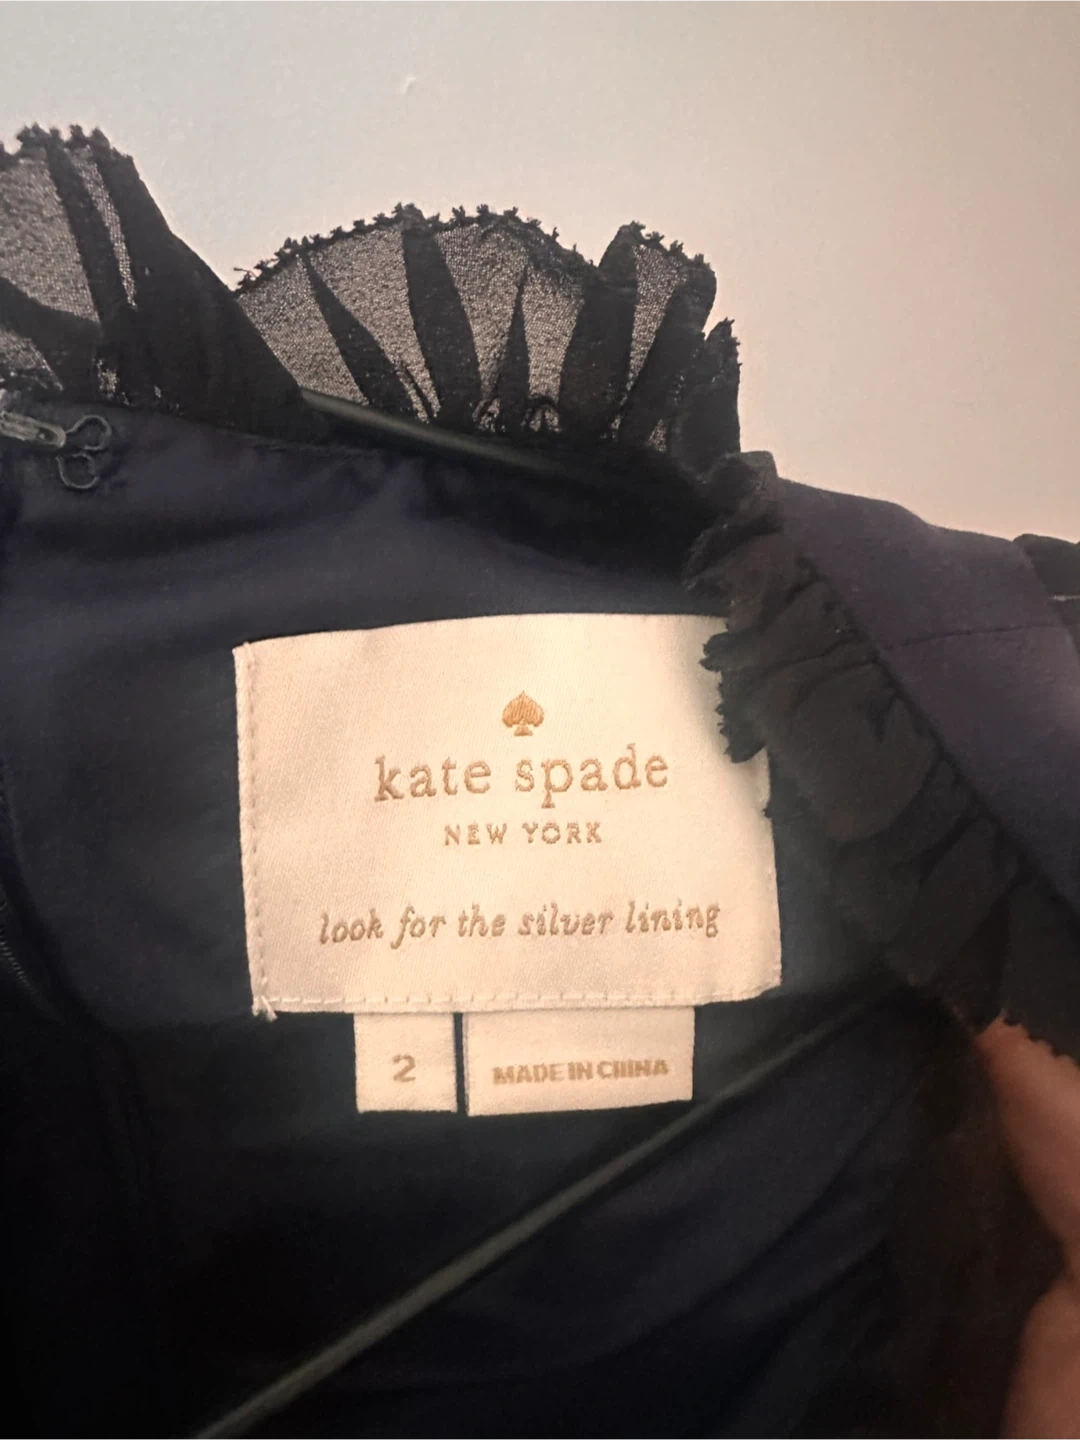 kate spade
NEW YORK
look for the silver lining
2
MADE IN CHINA